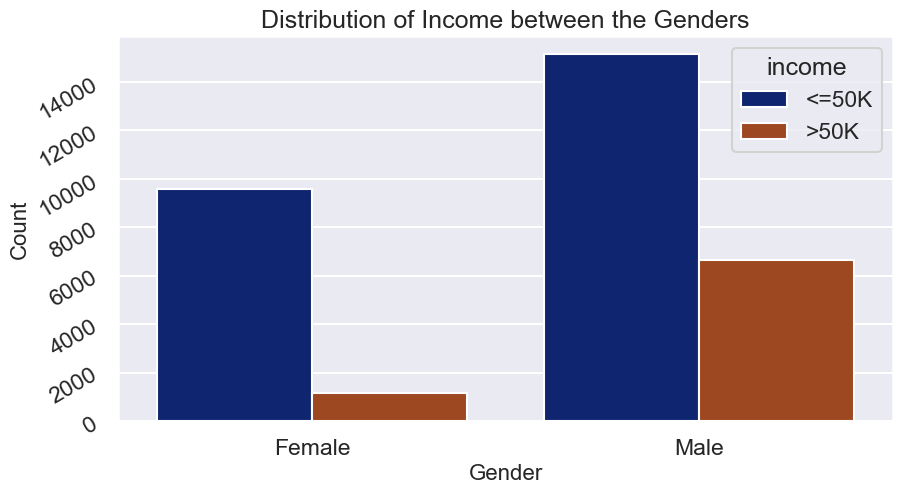 Distribution of Income between the Genders
income
<=50K
>50K
14000
12000
10000
8000
6000
4000
2000
0
Count
Female
Male
Gender